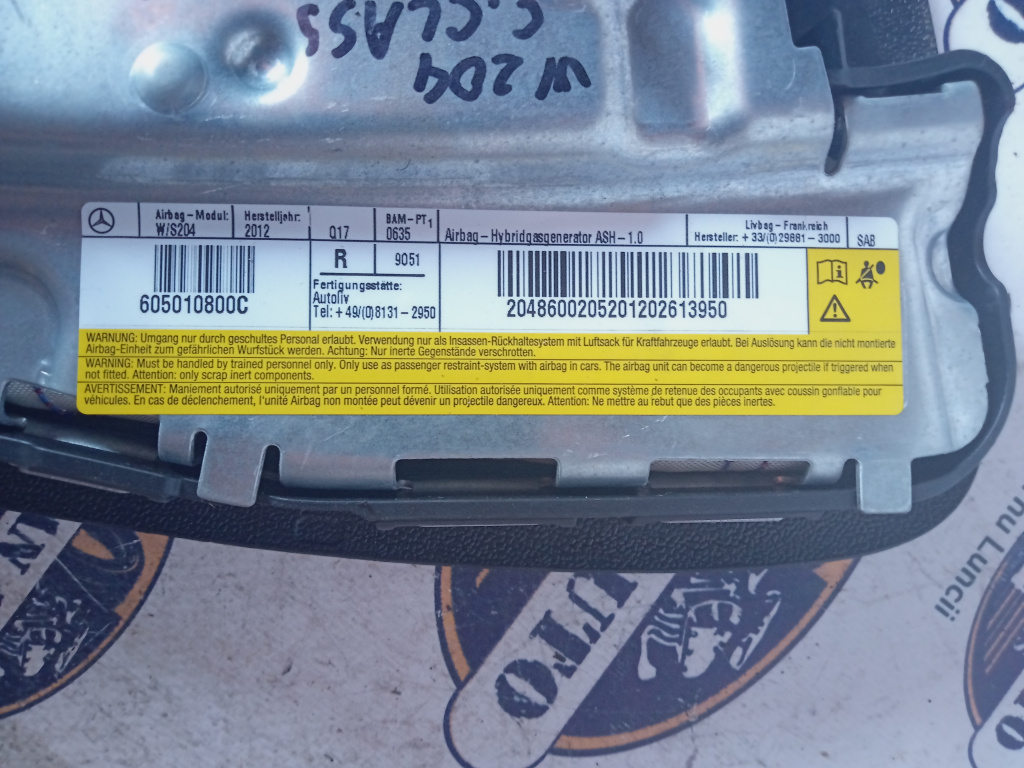 C.CLASS
W204
Airbag-Modul:
W/S204
Herstelljahr:
2012
Q17
BAM-PT1
0635
Airbag-Hybridgasgenerator ASH-1.0
Livbag-Frankreich
Hersteller: +33/(0)29881-3000
SAB
R
9051
Fertigungsstätte:
Autoliv
Tel: +49/(0)8131-2950
605010800C
2048600205201202613950
WARNUNG: Umgang nur durch geschultes Personal erlaubt. Verwendung nur als Insassen-Rückhaltesystem mit Luftsack für Kraftfahrzeuge erlaubt. Bei Auslösung kann die nicht montierte
Airbag-Einheit zum gefährlichen Wurfstück werden. Achtung: Nur inerte Gegenstände verschrotten.
WARNING: Must be handled by trained personnel only. Only use as passenger restraint-system with airbag in cars. The airbag unit can become a dangerous projectile if triggered when
not fitted. Attention: only scrap inert components.
AVERTISSEMENT: Maniement autorisé uniquement par un personnel formé. Utilisation autorisée uniquement comme système de retenue des occupants avec coussin gonflable pour
véhicules. En cas de déclenchement, l'unité Airbag non montée peut dévenir un projectile dangereux. Attention: Ne mettre au rebut que des pièces inertes.
nu Luncii
AUTO